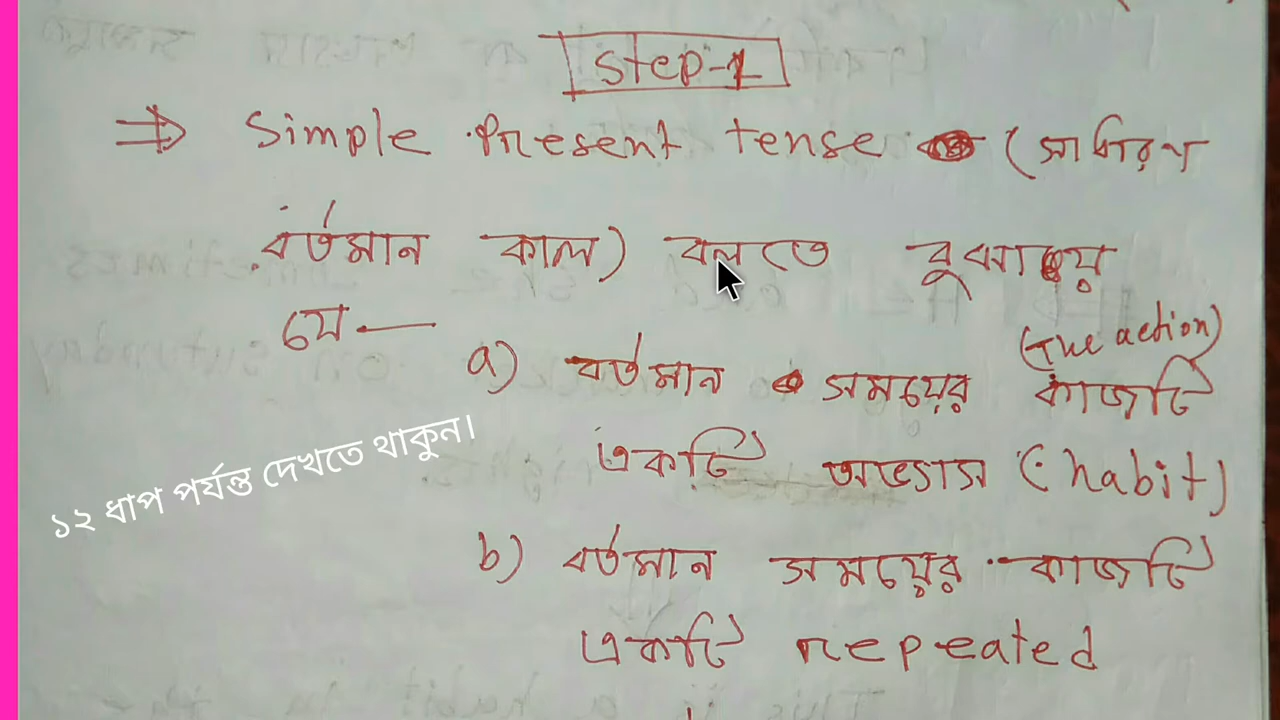 Step-1
⇒ Simple Present tense (সাধারণ
বর্তমান কাল) বলতে বুঝায়
যে —
(The action)
a) বর্তমান সময়ের কাজটি
একটি অভ্যাস (habit)
১২ ধাপ পর্যন্ত দেখতে থাকুন।
b) বর্তমান সময়ের কাজটি
একটি repeated